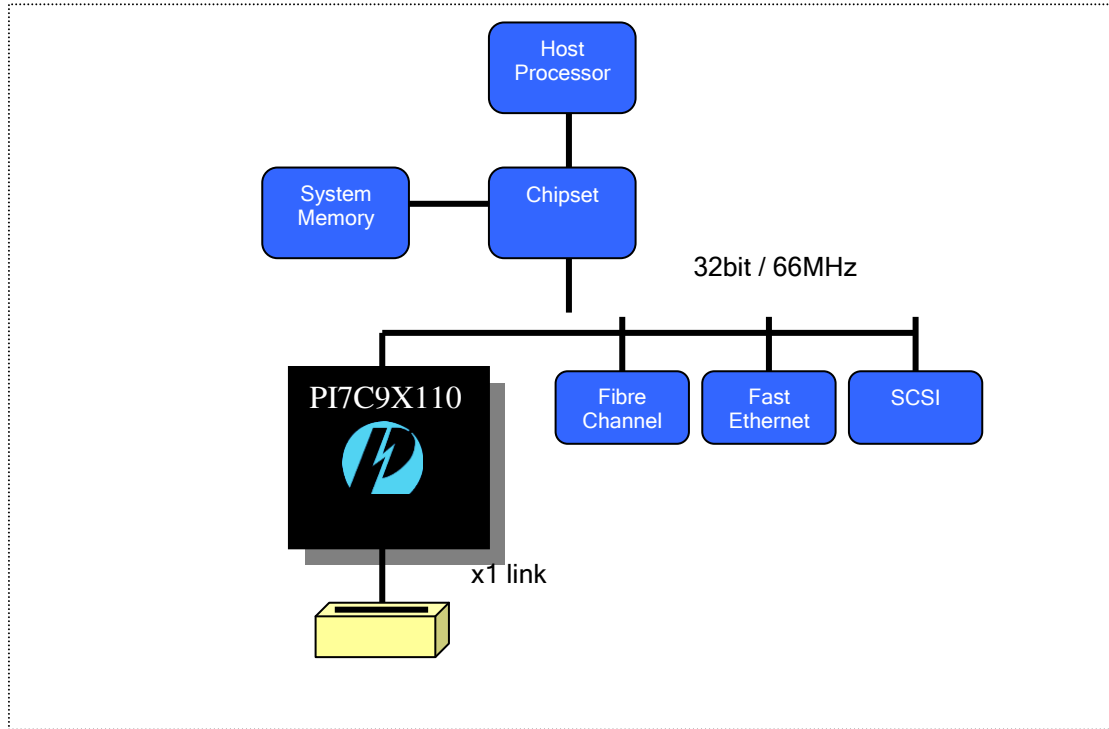 Host
Processor
System
Memory
Chipset
32bit / 66MHz
PI7C9X110
Fibre
Channel
Fast
Ethernet
SCSI
x1 link